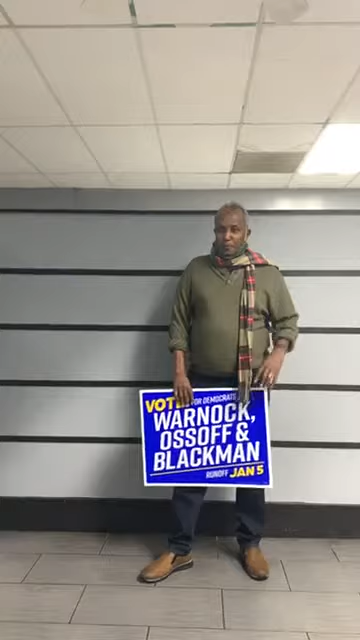 VOTE FOR DEMOCRATS
WARNOCK,
OSSOFF &
BLACKMAN
RUNOFF JAN 5